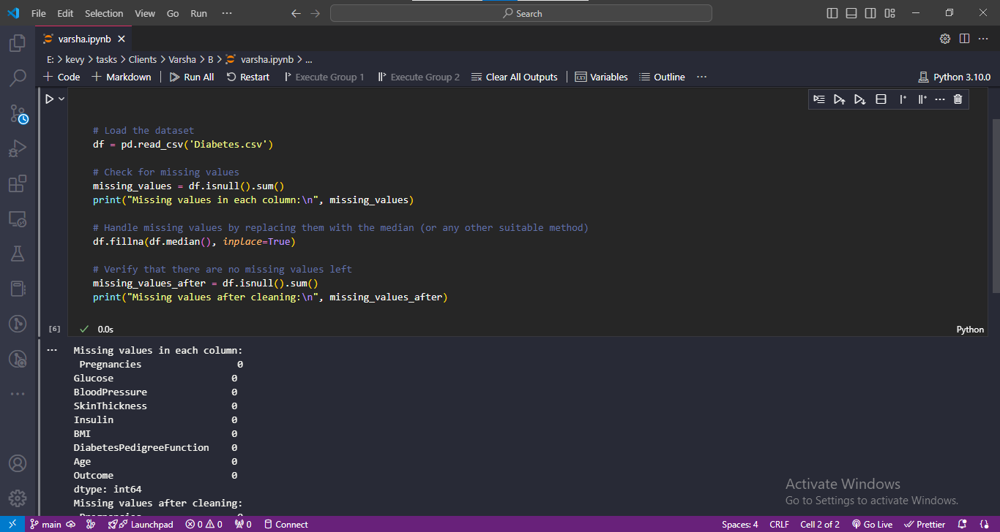 File Edit Selection View Go Run ···
Search
varsha.ipynb
E: > kevy > tasks > Clients > Varsha > B > varsha.ipynb > ...
+ Code + Markdown | Run All Restart Execute Group 1 Execute Group 2 Clear All Outputs | Variables Outline ··· Python 3.10.0
# Load the dataset
df = pd.read_csv('Diabetes.csv')
# Check for missing values
missing_values = df.isnull().sum()
print("Missing values in each column:\n", missing_values)
# Handle missing values by replacing them with the median (or any other suitable method)
df.fillna(df.median(), inplace=True)
# Verify that there are no missing values left
missing_values_after = df.isnull().sum()
print("Missing values after cleaning:\n", missing_values_after)
[6] ✓ 0.0s Python
··· Missing values in each column:
Pregnancies 0
Glucose 0
BloodPressure 0
SkinThickness 0
Insulin 0
BMI 0
DiabetesPedigreeFunction 0
Age 0
Outcome 0
dtype: int64
Missing values after cleaning:
Activate Windows
Go to Settings to activate Windows.
main Launchpad 0 0 0 Connect Spaces: 4 CRLF Cell 2 of 2 Go Live Prettier